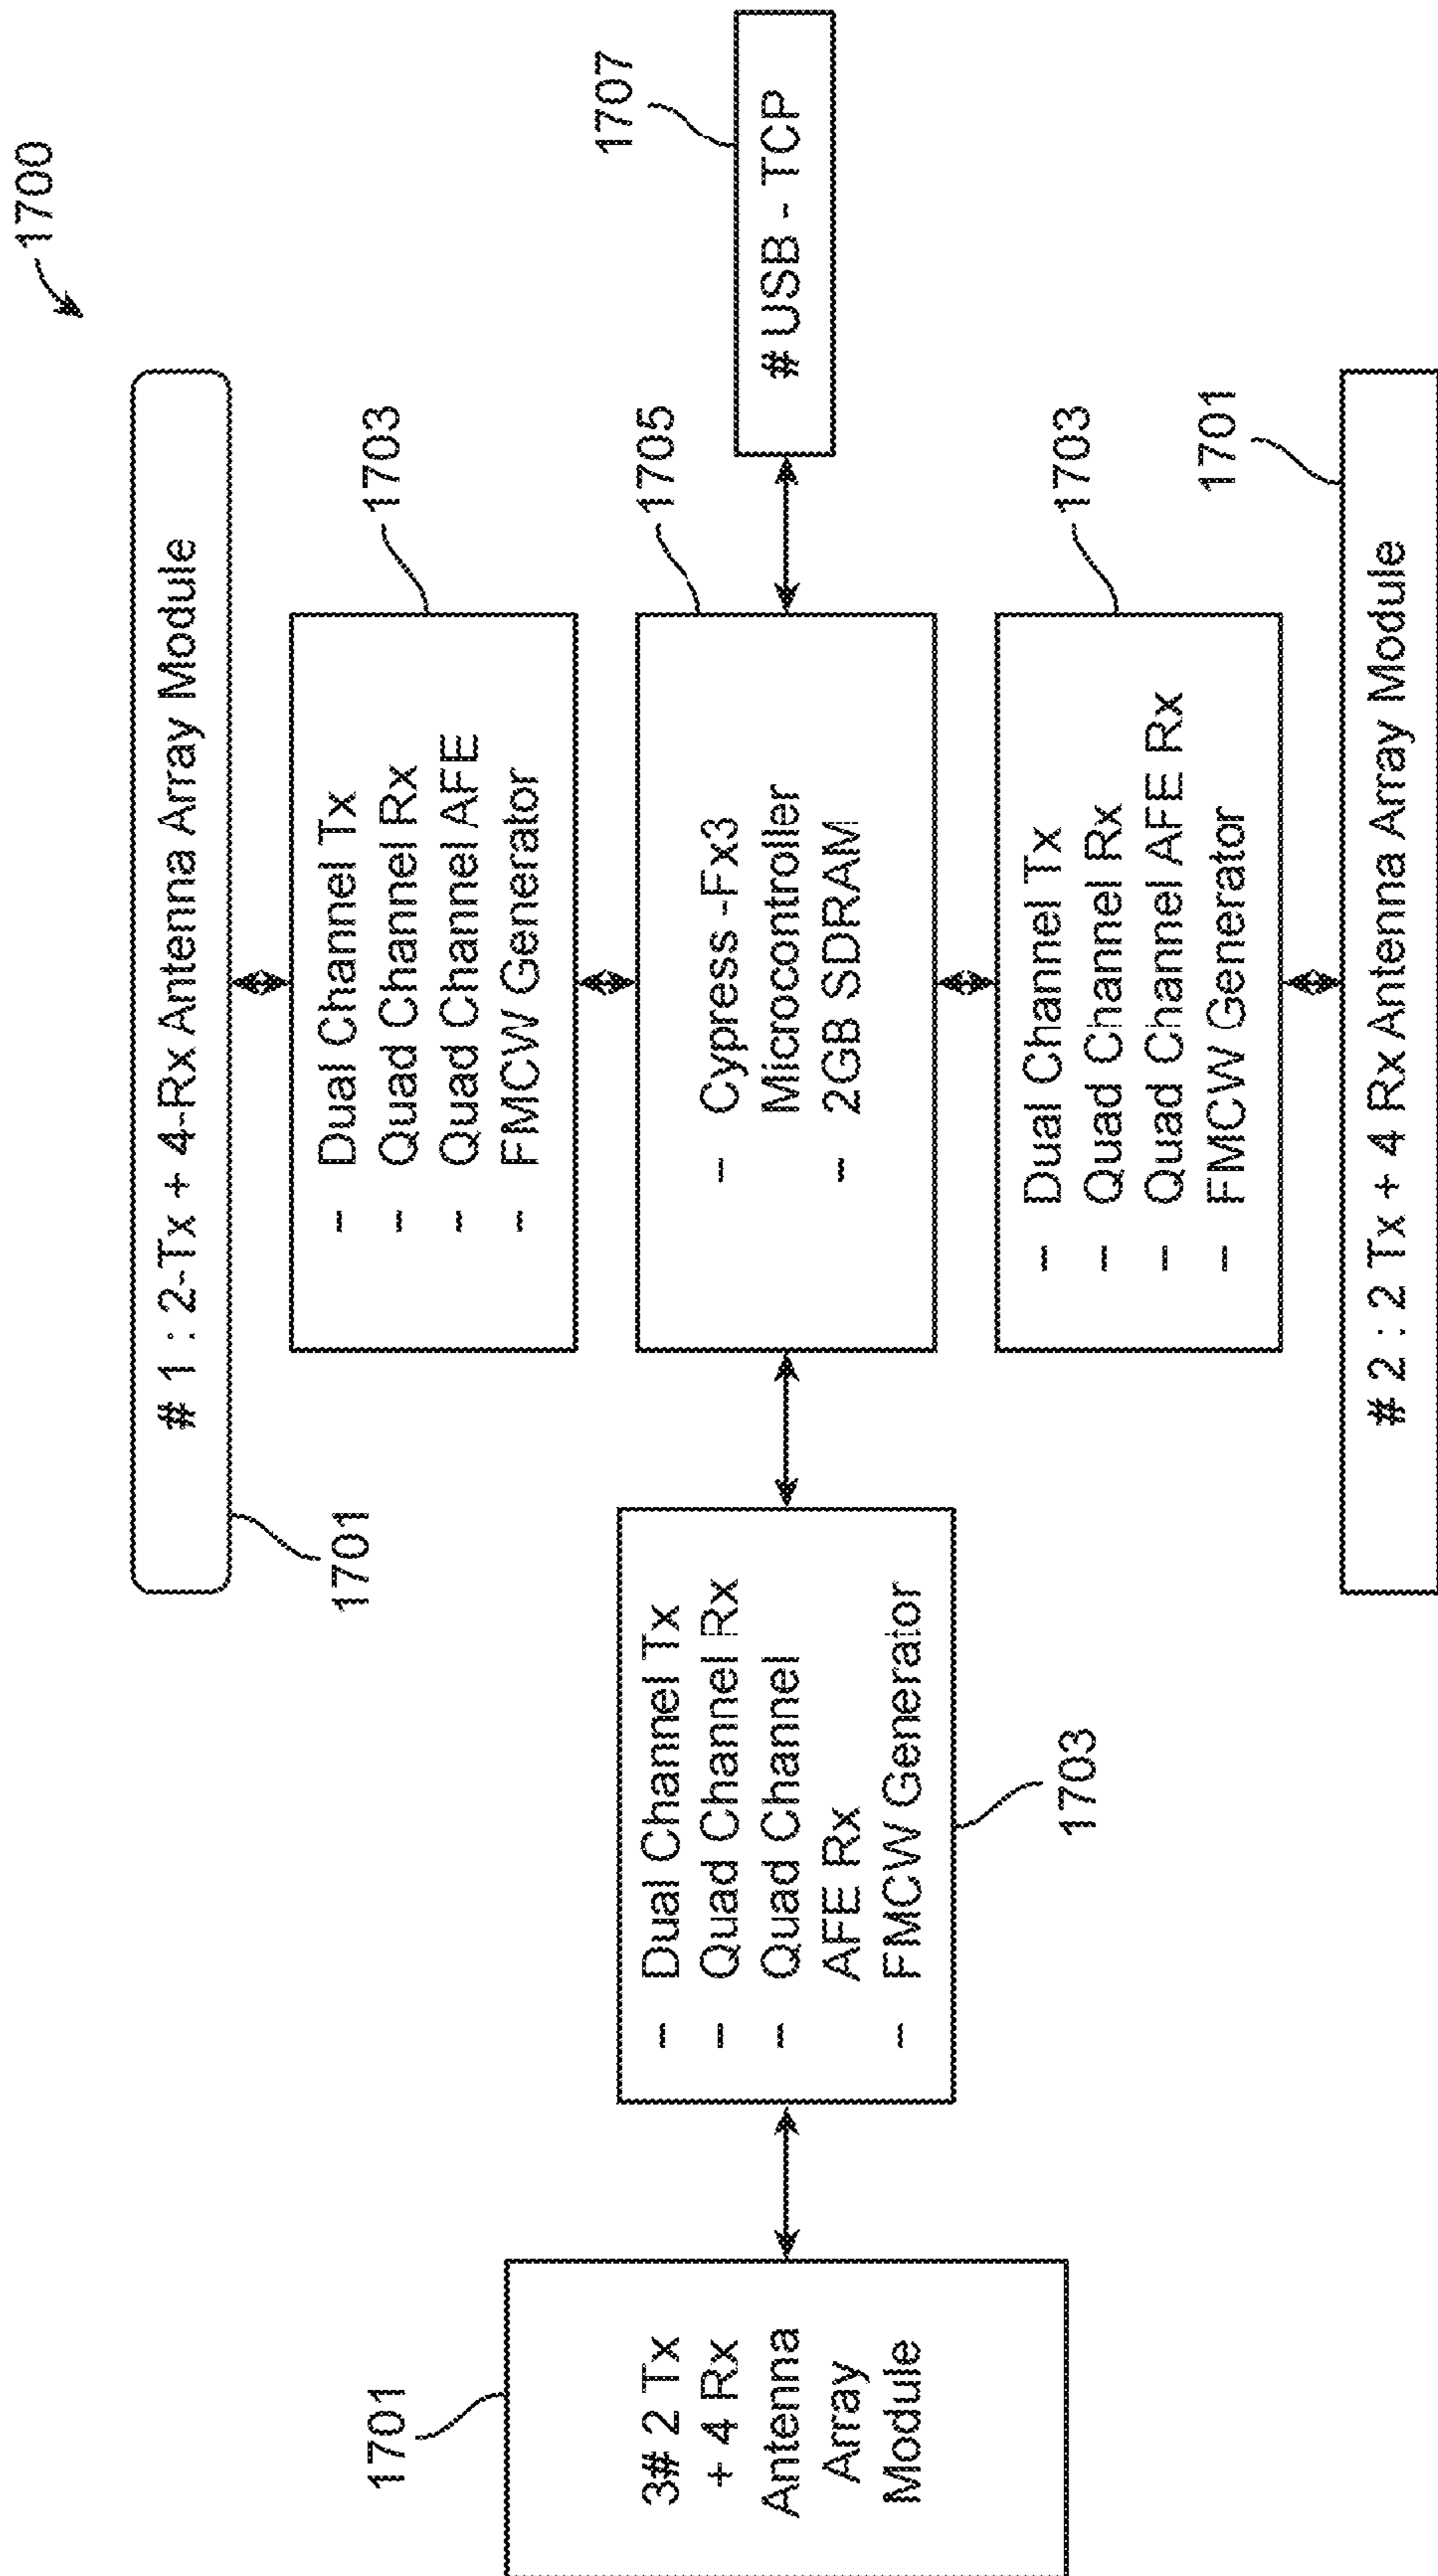 1700
# 1 : 2-Tx + 4-Rx Antenna Array Module
1701
1703
- Dual Channel Tx
- Quad Channel Rx
- Quad Channel AFE
- FMCW Generator
1701
3# 2 Tx
+ 4 Rx
Antenna
Array
Module
- Dual Channel Tx
- Quad Channel Rx
- Quad Channel
AFE Rx
- FMCW Generator
1703
1705
- Cypress -Fx3
Microcontroller
- 2GB SDRAM
1707
# USB - TCP
1703
- Dual Channel Tx
- Quad Channel Rx
- Quad Channel AFE Rx
- FMCW Generator
1701
# 2 : 2 Tx + 4 Rx Antenna Array Module